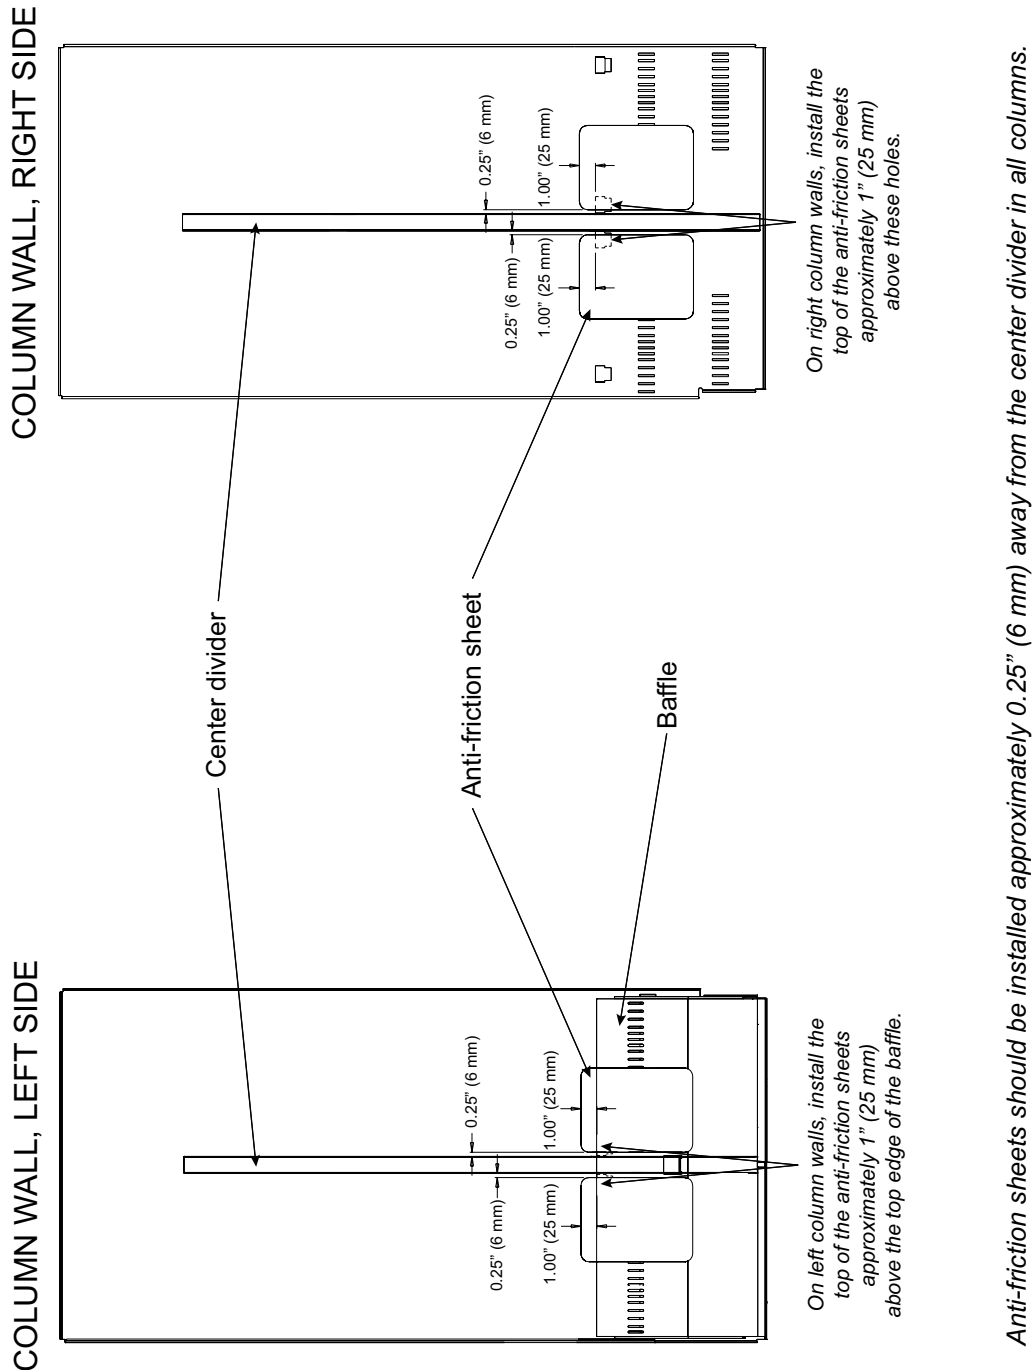 COLUMN WALL, LEFT SIDE
COLUMN WALL, RIGHT SIDE
Center divider
0.25” (6 mm)
0.25” (6 mm)
1.00” (25 mm)
1.00” (25 mm)
Anti-friction sheet
0.25” (6 mm)
0.25” (6 mm)
1.00” (25 mm)
1.00” (25 mm)
Baffle
On left column walls, install the
top of the anti-friction sheets
approximately 1” (25 mm)
above the top edge of the baffle.
On right column walls, install the
top of the anti-friction sheets
approximately 1” (25 mm)
above these holes.
Anti-friction sheets should be installed approximately 0.25” (6 mm) away from the center divider in all columns.